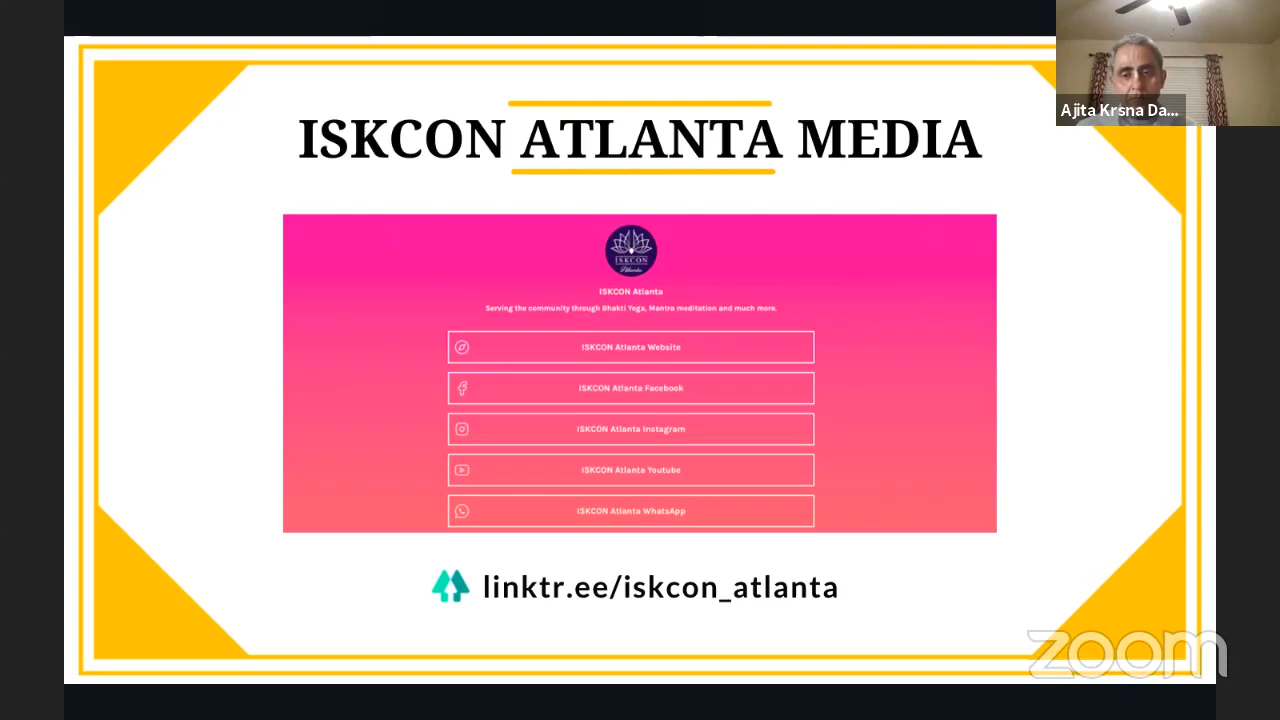 Ajita Krsna Da...
ISKCON ATLANTA MEDIA
ISKCON
Atlanta
ISKCON Atlanta
Serving the community through Bhakti Yoga, Mantra meditation and much more.
ISKCON Atlanta Website
ISKCON Atlanta Facebook
ISKCON Atlanta Instagram
ISKCON Atlanta Youtube
ISKCON Atlanta WhatsApp
linktr.ee/iskcon_atlanta
zoom